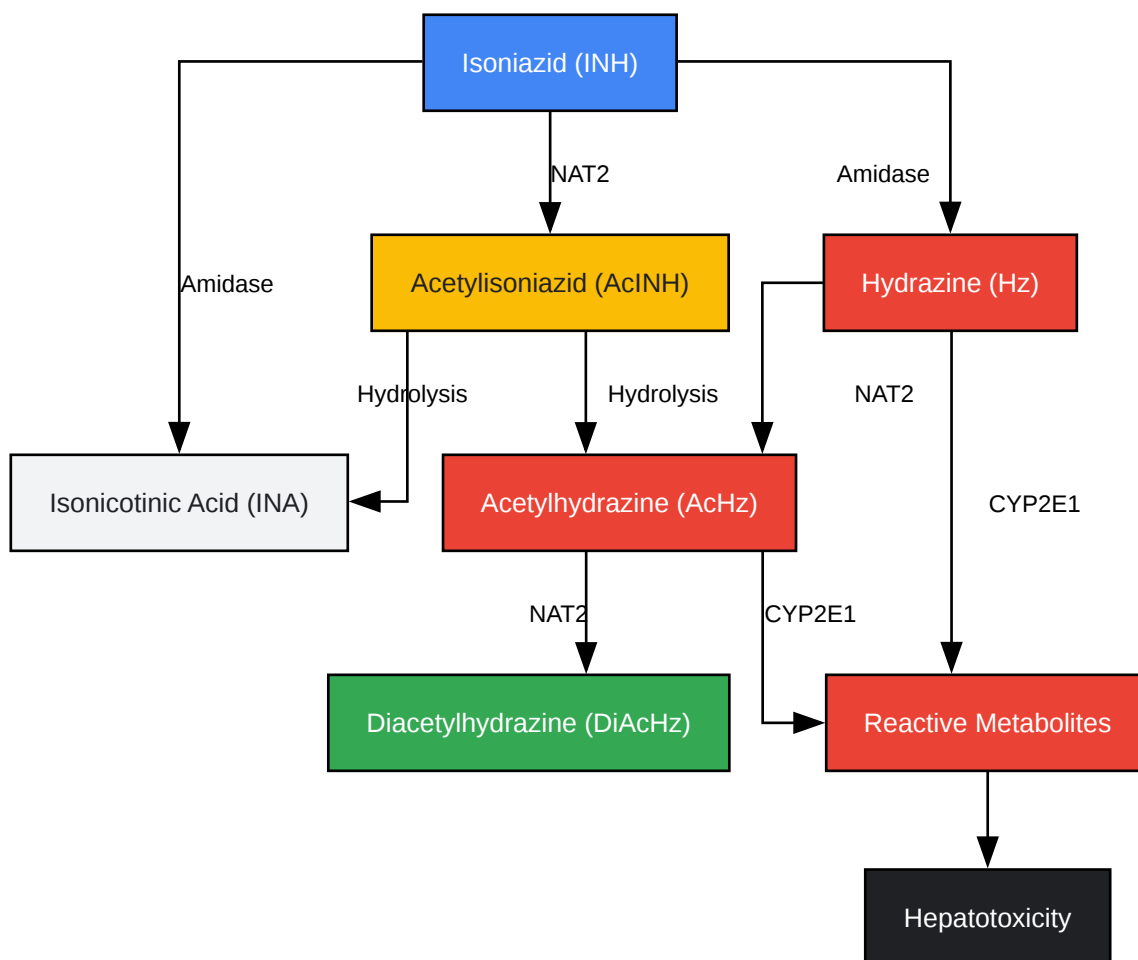 Isoniazid (INH)
NAT2
Amidase
Acetylisoniazid (AcINH)
Hydrazine (Hz)
Amidase
Hydrolysis
Hydrolysis
NAT2
Isonicotinic Acid (INA)
Acetylhydrazine (AcHz)
CYP2E1
NAT2
CYP2E1
Diacetylhydrazine (DiAcHz)
Reactive Metabolites
Hepatotoxicity